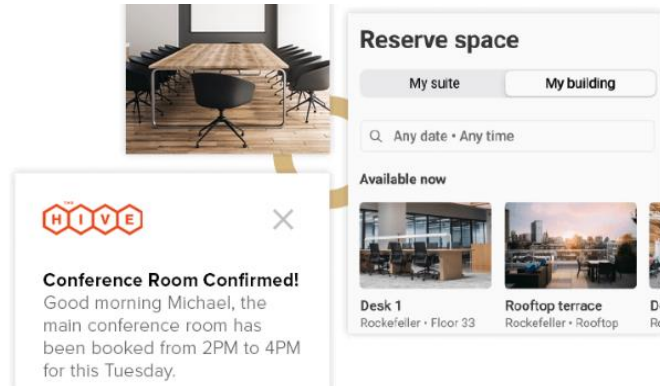 Reserve space
My suite
My building
Any date • Any time
Available now
Desk 1
Rockefeller • Floor 33
Rooftop terrace
Rockefeller • Rooftop
THE
HIVE
Conference Room Confirmed!
Good morning Michael, the
main conference room has
been booked from 2PM to 4PM
for this Tuesday.